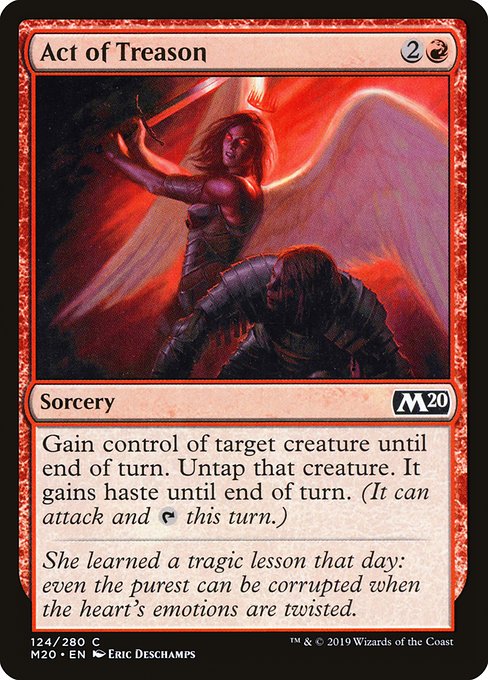 Act of Treason 2
Sorcery M20
Gain control of target creature until
end of turn. Untap that creature. It
gains haste until end of turn. (It can
attack and this turn.)
She learned a tragic lesson that day:
even the purest can be corrupted when
the heart's emotions are twisted.
124/280 C
M20 • EN Eric Deschamps
™ & © 2019 Wizards of the Coast